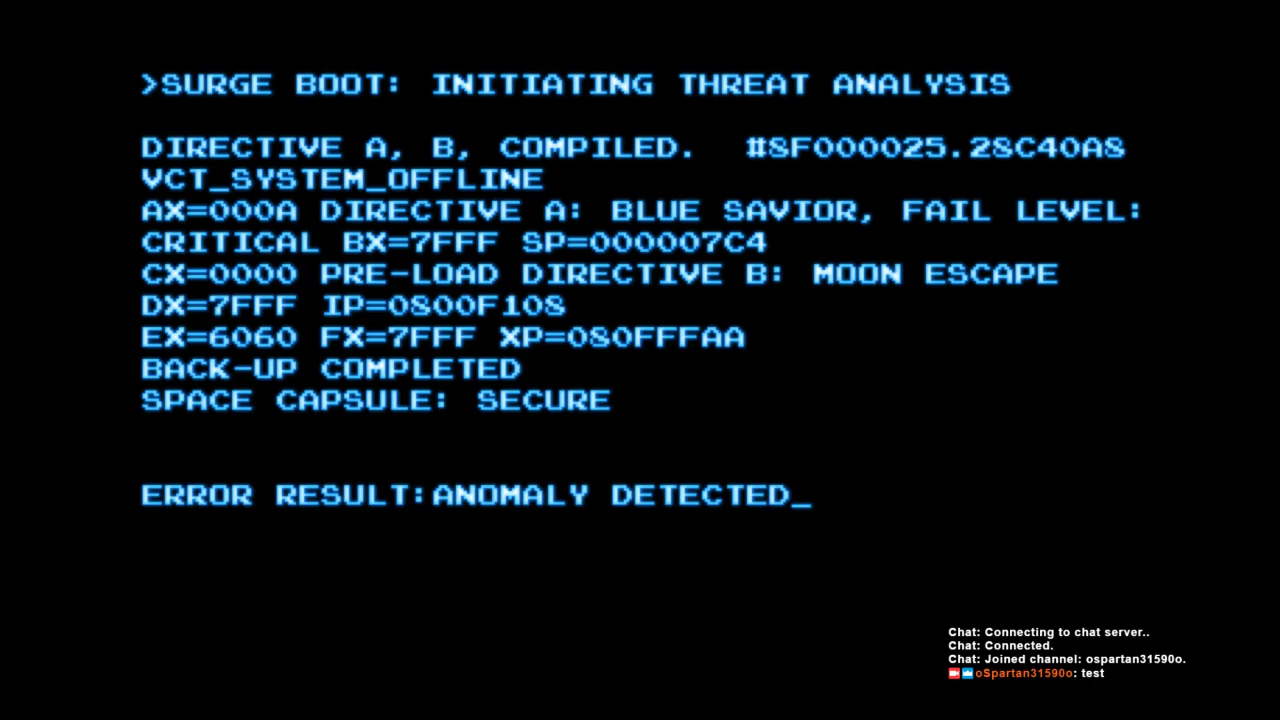 >SURGE BOOT: INITIATING THREAT ANALYSIS
DIRECTIVE A, B, COMPILED. #8F000025.28C40A8
VCT_SYSTEM_OFFLINE
AX=000A DIRECTIVE A: BLUE SAVIOR, FAIL LEVEL:
CRITICAL BX=7FFF SP=000007C4
CX=0000 PRE-LOAD DIRECTIVE B: MOON ESCAPE
DX=7FFF IP=0800F108
EX=6060 FX=7FFF XP=080FFFAA
BACK-UP COMPLETED
SPACE CAPSULE: SECURE
ERROR RESULT:ANOMALY DETECTED_
Chat: Connecting to chat server..
Chat: Connected.
Chat: Joined channel: ospartan31590o.
oSpartan31590o: test